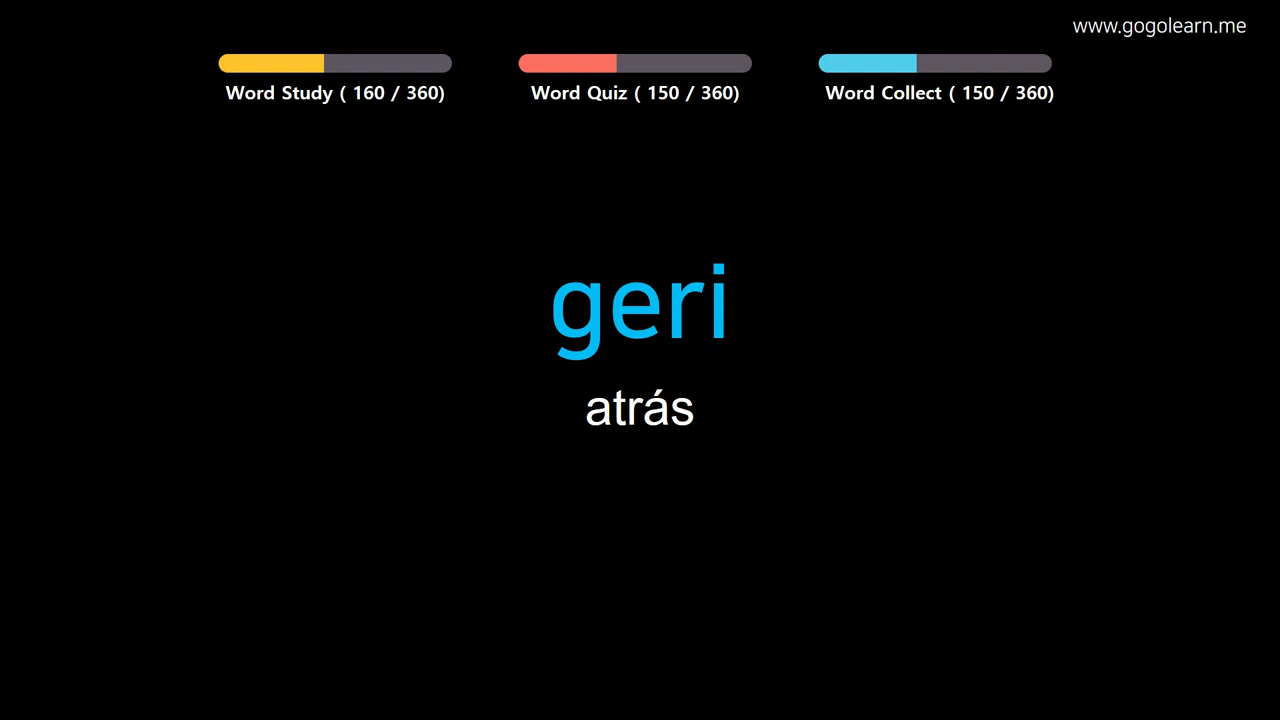 www.gogolearn.me
Word Study ( 160 / 360)
Word Quiz ( 150 / 360)
Word Collect ( 150 / 360)
geri
atrás